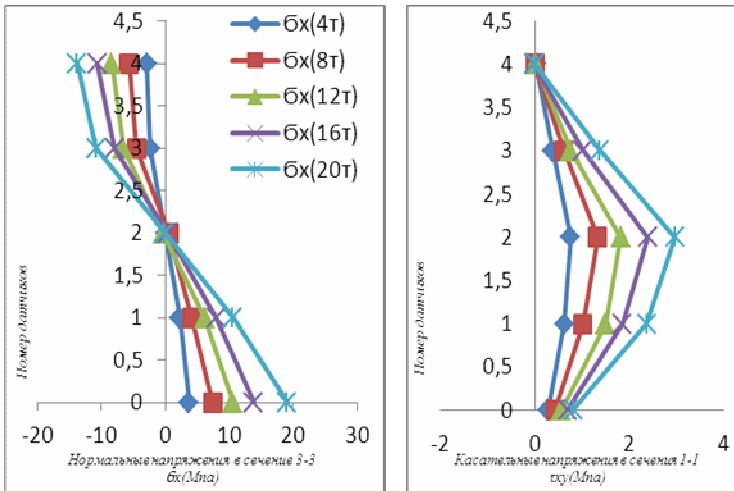 4,5
4
3,5
3
2,5
2
1,5
1
0,5
0
-20
-10
0
10
20
30
Номер датчиков
Нормальные напряжения в сечение 3-3
бх(Мпа)
бх(4т)
бх(8т)
бх(12т)
бх(16т)
бх(20т)
4,5
4
3,5
3
2,5
2
1,5
1
0,5
0
-2
0
2
4
Номер датчиков
Касательные напряжения в сечения 1-1
τху(Мпа)